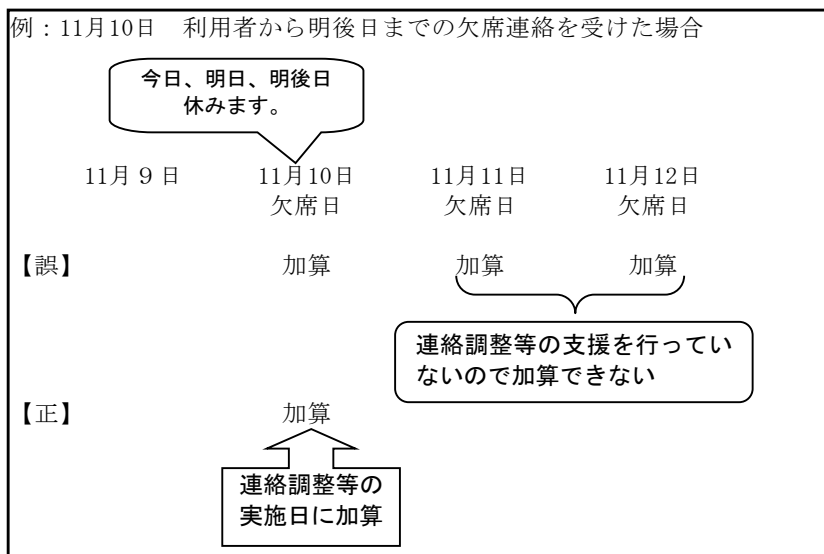 例：11月10日　利用者から明後日までの欠席連絡を受けた場合
今日、明日、明後日
休みます。
11月９日　11月10日　11月11日　11月12日
欠席日　欠席日　欠席日
【誤】　加算　加算　加算
連絡調整等の支援を行ってい
ないので加算できない
【正】　加算
連絡調整等の
実施日に加算